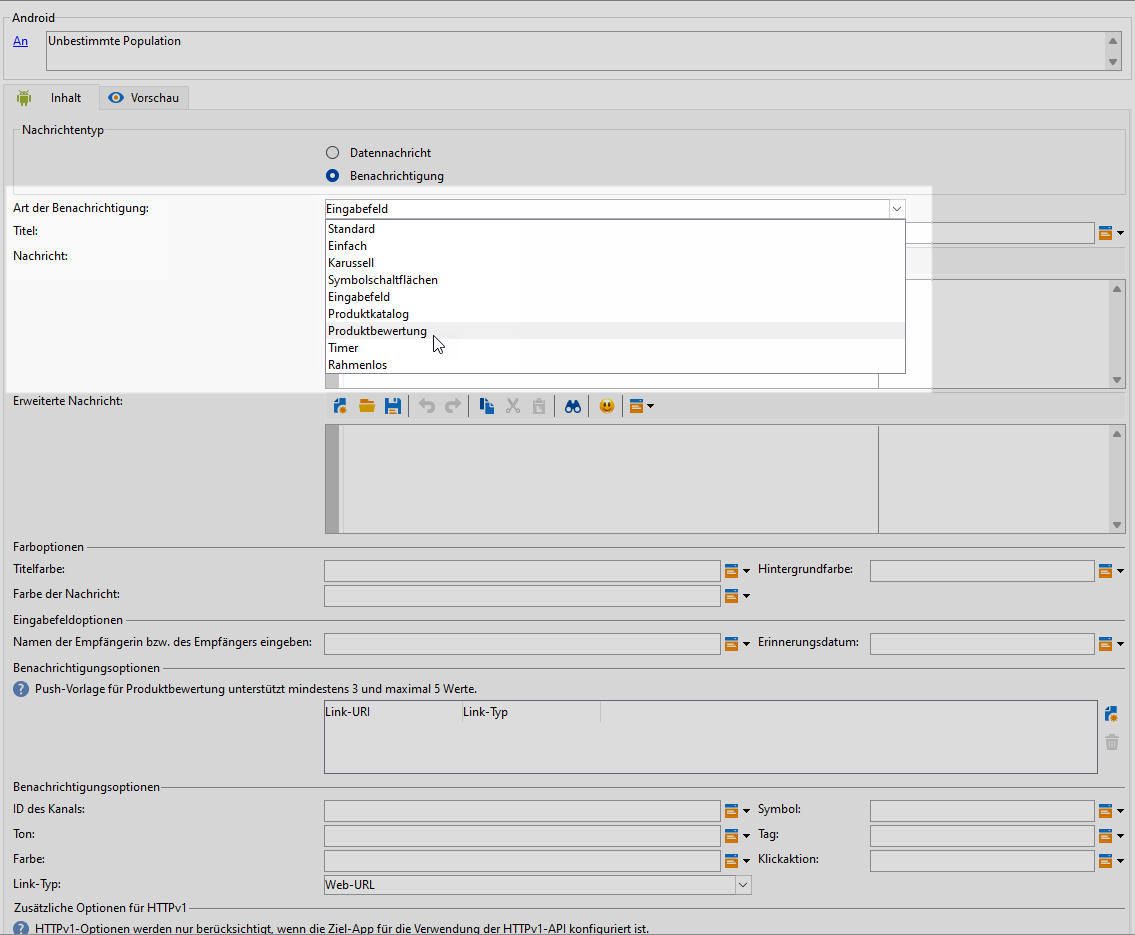 Android
An
Unbestimmte Population
Inhalt
Vorschau
Nachrichtentyp
Datennachricht
Benachrichtigung
Art der Benachrichtigung:
Eingabefeld
Titel:
Nachricht:
Standard
Einfach
Karussell
Symbolschaltflächen
Eingabefeld
Produktkatalog
Produktbewertung
Timer
Rahmenlos
Erweiterte Nachricht:
Farboptionen
Titelfarbe:
Hintergrundfarbe:
Farbe der Nachricht:
Eingabefeldoptionen
Namen der Empfängerin bzw. des Empfängers eingeben:
Erinnerungsdatum:
Benachrichtigungsoptionen
Push-Vorlage für Produktbewertung unterstützt mindestens 3 und maximal 5 Werte.
Link-URI
Link-Typ
Benachrichtigungsoptionen
ID des Kanals:
Symbol:
Ton:
Tag:
Farbe:
Klickaktion:
Link-Typ:
Web-URL
Zusätzliche Optionen für HTTPv1
HTTPv1-Optionen werden nur berücksichtigt, wenn die Ziel-App für die Verwendung der HTTPv1-API konfiguriert ist.